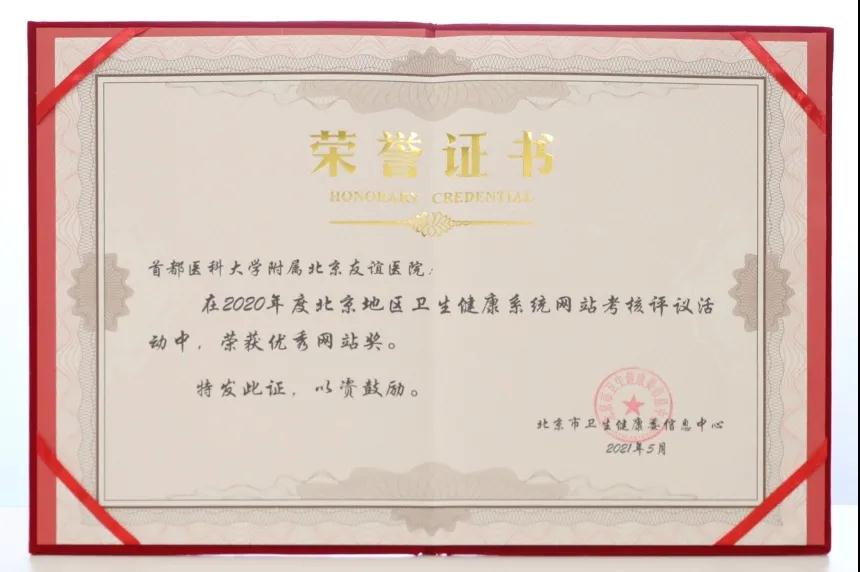 荣誉证书
HONORARY CREDENTIAL
首都医科大学附属北京友谊医院:
在2020年度北京地区卫生健康系统网站考核评议活
动中，荣获优秀网站奖。
特发此证，以资鼓励。
北京市卫生健康委信息中心
2021年5月